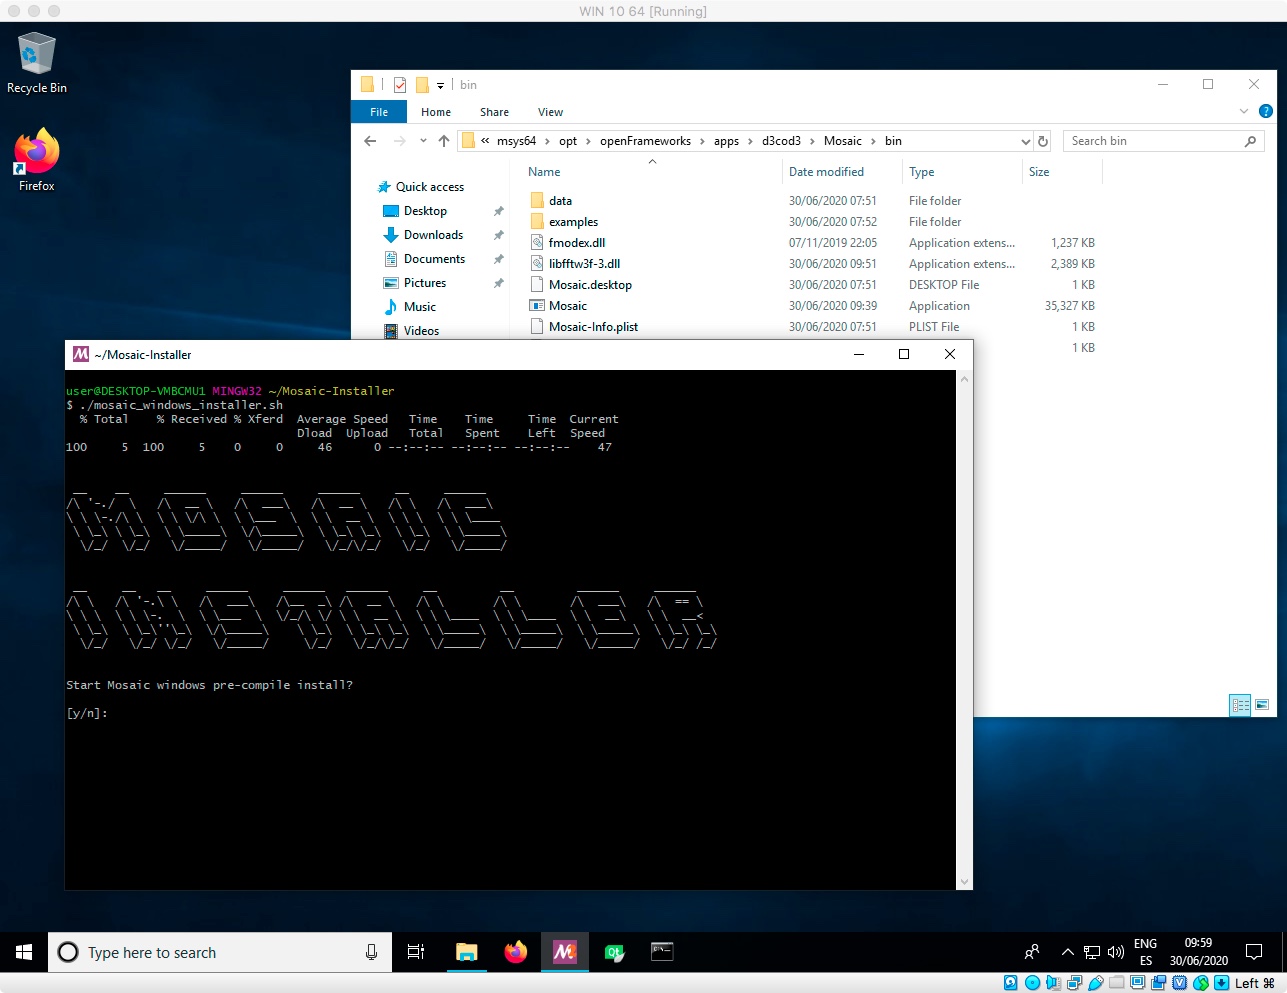 WIN 10 64 [Running]
Recycle Bin
Firefox
bin
File Home Share View
« msys64 › opt › openFrameworks › apps › d3cod3 › Mosaic › bin
Search bin
Name Date modified Type Size
Quick access
Desktop
Downloads
Documents
Pictures
Music
Videos
data 30/06/2020 07:51 File folder
examples 30/06/2020 07:52 File folder
fmodex.dll 07/11/2019 22:05 Application extens... 1,237 KB
libfftw3f-3.dll 30/06/2020 09:51 Application extens... 2,389 KB
Mosaic.desktop 30/06/2020 07:51 DESKTOP File 1 KB
Mosaic 30/06/2020 09:39 Application 35,327 KB
Mosaic-Info.plist 30/06/2020 07:51 PLIST File 1 KB
1 KB
~/Mosaic-Installer
user@DESKTOP-VMBCMU1 MINGW32 ~/Mosaic-Installer
$ ./mosaic_windows_installer.sh
% Total % Received % Xferd Average Speed Time Time Time Current
Dload Upload Total Spent Left Speed
100 5 100 5 0 0 46 0 --:--:-- --:--:-- --:--:-- 47
MOSAIC
INSTALLER
Start Mosaic windows pre-compile install?
[y/n]:
Type here to search
ENG
ES
09:59
30/06/2020
Left ⌘